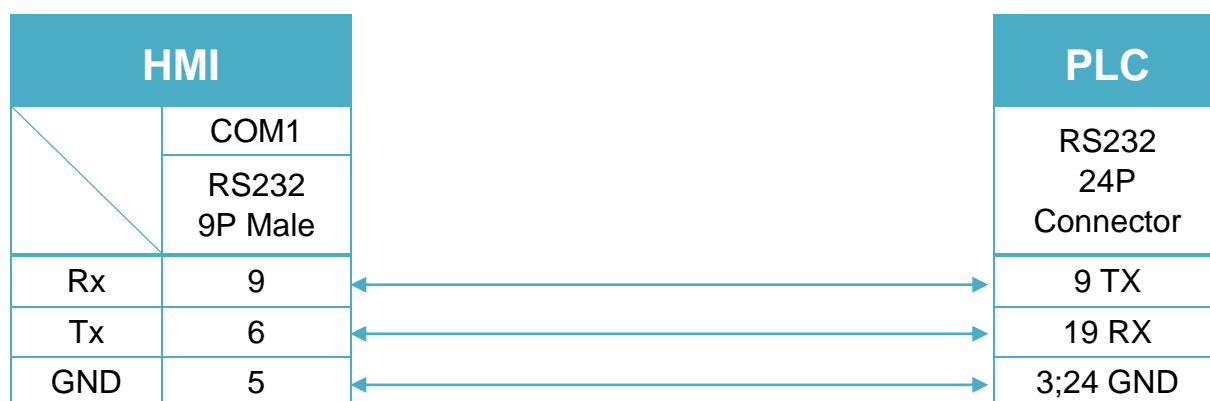 HMI
PLC
COM1
RS232
9P Male
RS232
24P
Connector
Rx 9 9 TX
Tx 6 19 RX
GND 5 3;24 GND